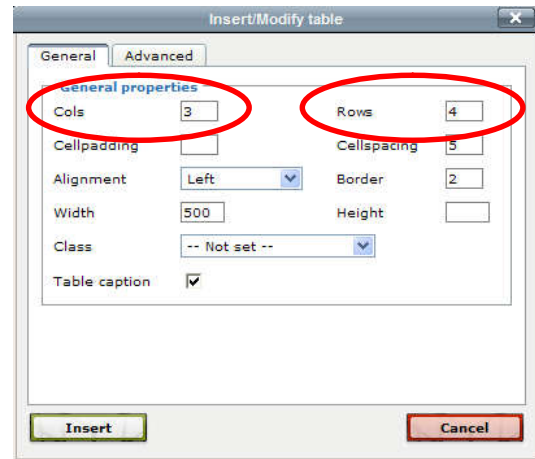 Insert/Modify table
General Advanced
General properties
Cols 3 Rows 4
Cellpadding Cellspacing 5
Alignment Left Border 2
Width 500 Height
Class -- Not set --
Table caption
Insert Cancel